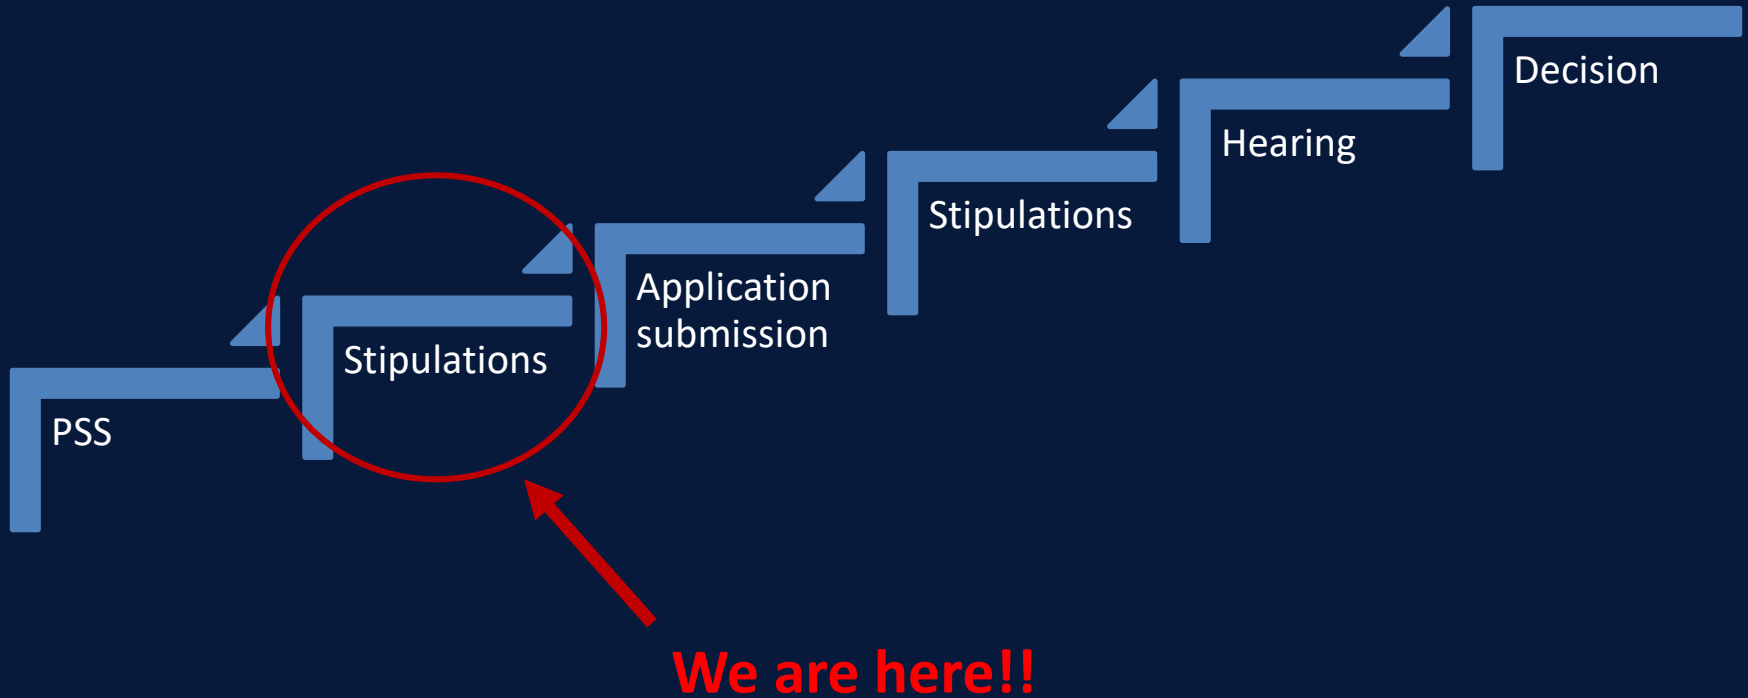 PSS
Stipulations
Application
submission
Stipulations
Hearing
Decision
We are here!!